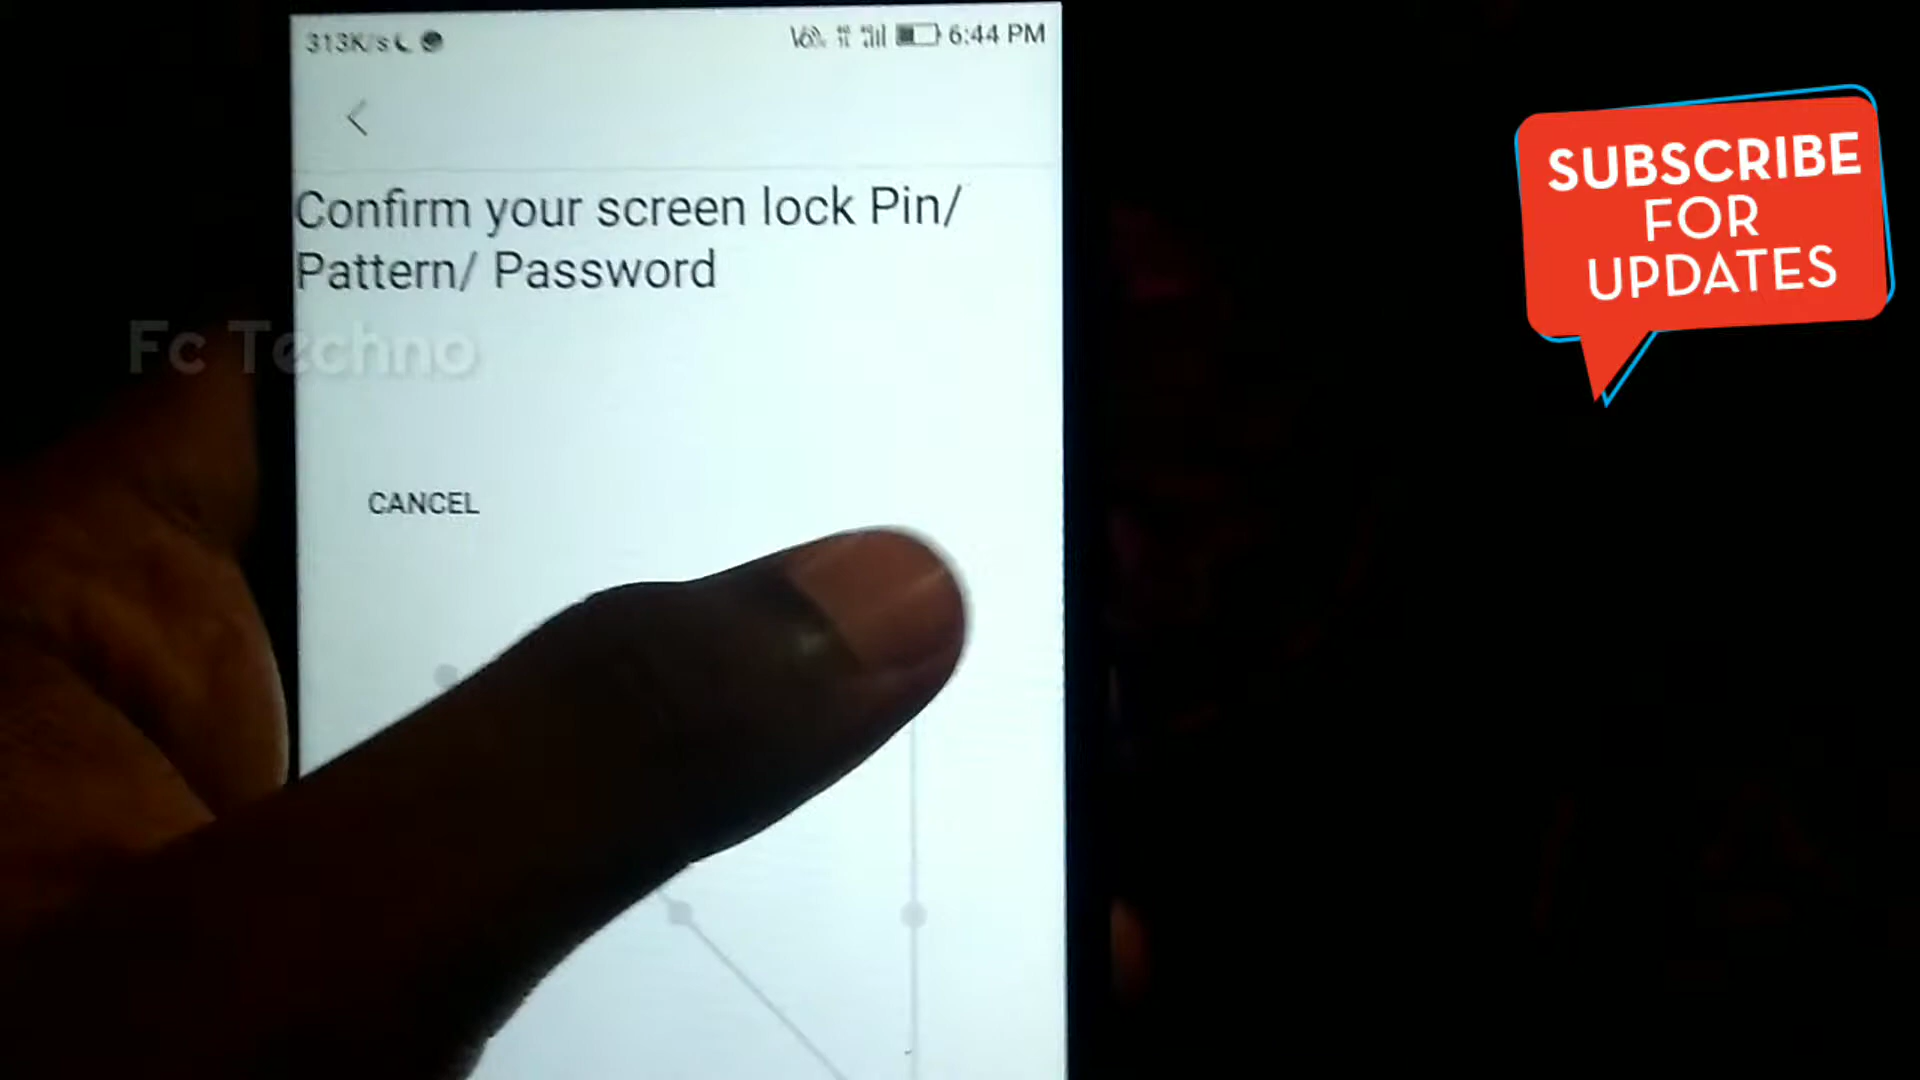 313K/s
6:44 PM
Confirm your screen lock Pin/
Pattern/ Password
Fc Techno
CANCEL
SUBSCRIBE
FOR
UPDATES